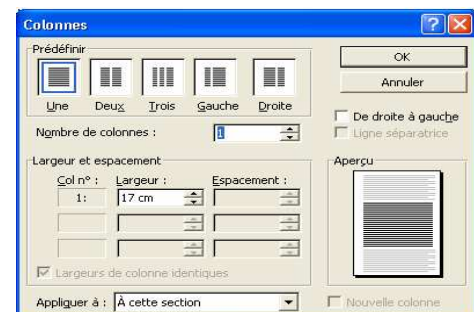 Colonnes
Prédéfinir
OK
Annuler
Une Deux Trois Gauche Droite
De droite à gauche
Nombre de colonnes : 1
Ligne séparatrice
Largeur et espacement
Aperçu
Col n° : Largeur : Espacement :
1: 17 cm
Largeurs de colonne identiques
Appliquer à : À cette section
Nouvelle colonne